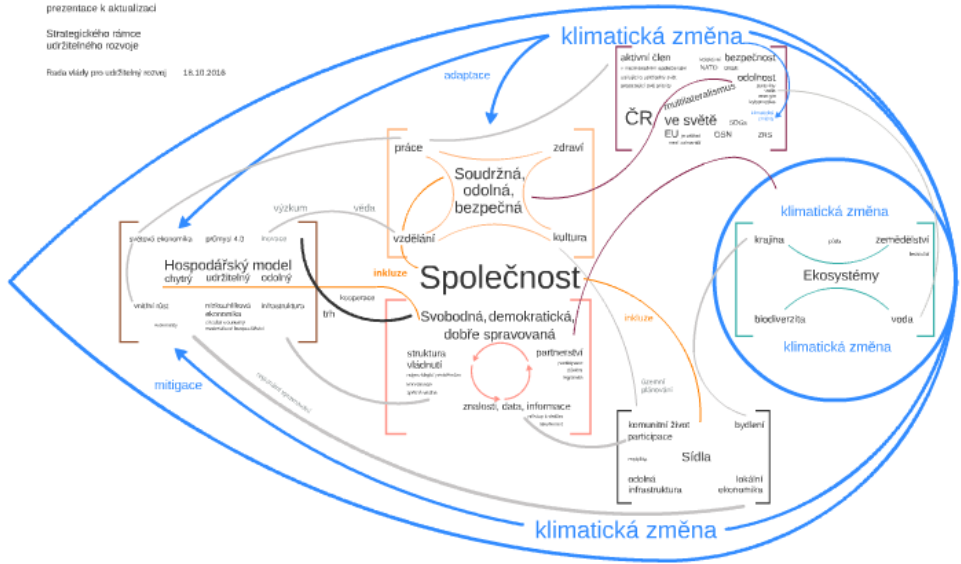 prezentace k aktualizaci
Strategického rámce
udržitelného rozvoje
Rada vlády pro udržitelný rozvoj 18.10.2016
klimatická změna
adaptace
aktivní člen
bezpečnost
NATO
odolnost
multilateralismus
ČR
ve světě
SDGs
EU
OSN
ZRS
práce
zdraví
Soudržná,
odolná,
bezpečná
vzdělání
kultura
výzkum
věda
klimatická změna
krajina
půda
zemědělství
Ekosystémy
biodiverzita
voda
klimatická změna
světová ekonomika
průmysl 4.0
inovace
Hospodářský model
chytrý
udržitelný
odolný
vnitřní růst
nízkouhlíková
ekonomika
infrastruktura
inkluze
kooperace
trh
Společnost
inkluze
Svobodná, demokratická,
dobře spravovaná
struktura
vládnutí
partnerství
znalosti, data, informace
mitigace
územní
plánování
komunitní život
participace
bydlení
Sídla
odolná
infrastruktura
lokální
ekonomika
klimatická změna